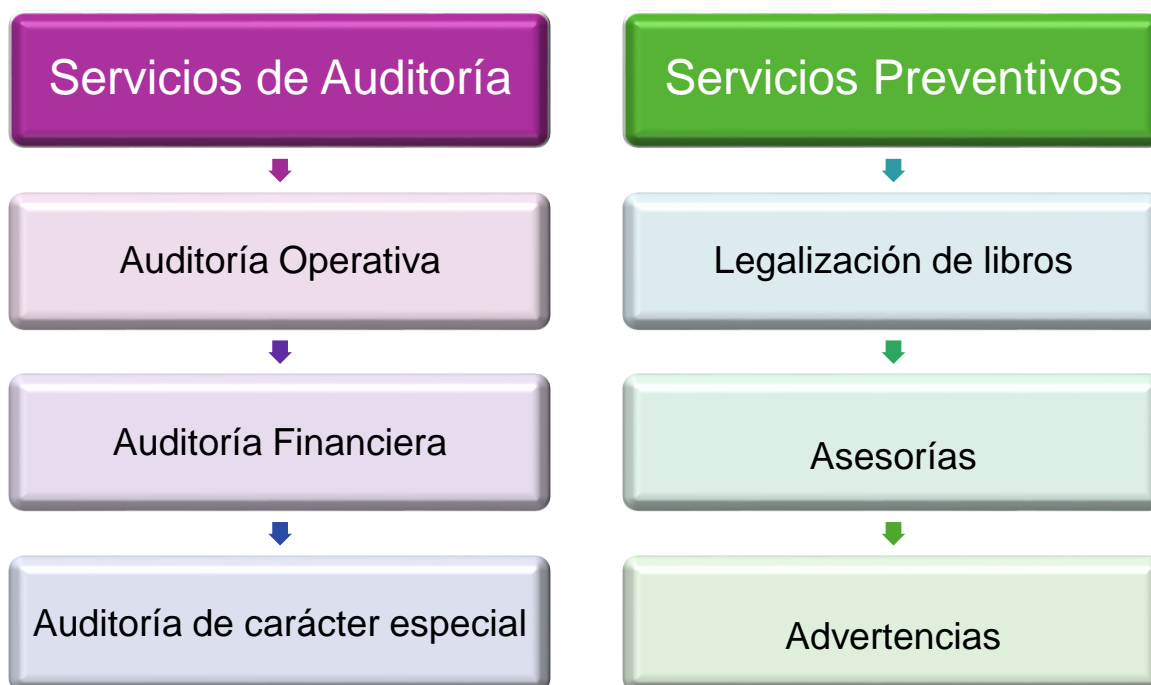 Servicios de Auditoría
Auditoría Operativa
Auditoría Financiera
Auditoría de carácter especial
Servicios Preventivos
Legalización de libros
Asesorías
Advertencias